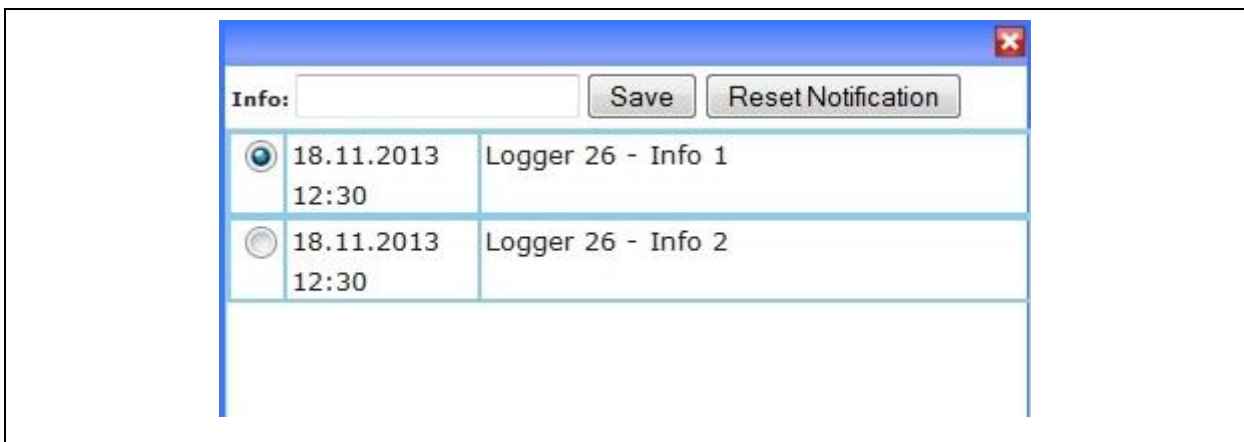 Info: Save Reset Notification
18.11.2013 Logger 26 - Info 1
12:30
18.11.2013 Logger 26 - Info 2
12:30